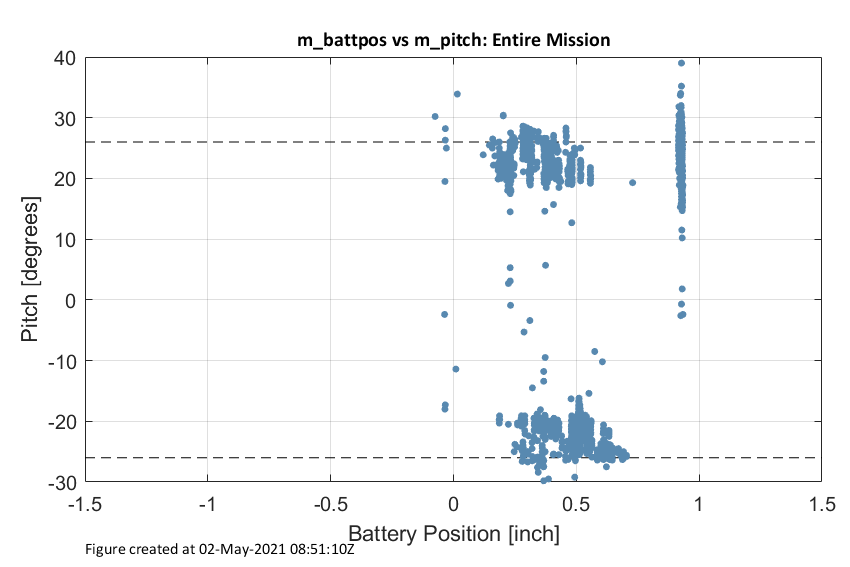 m_battpos vs m_pitch: Entire Mission
40
30
20
10
0
-10
-20
-30
Pitch [degrees]
-1.5 -1 -0.5 0 0.5 1 1.5
Battery Position [inch]
Figure created at 02-May-2021 08:51:10Z